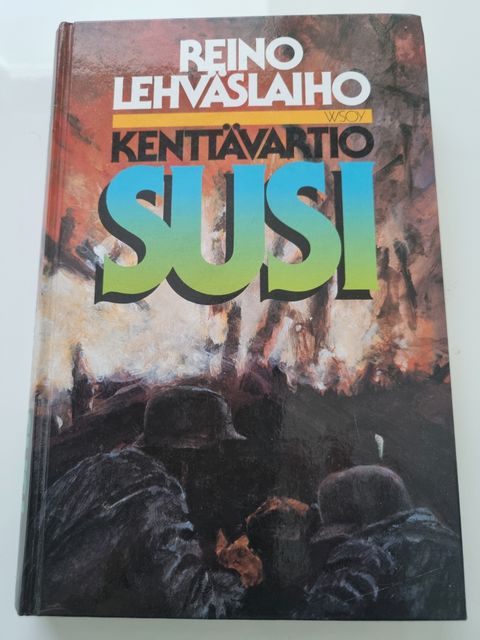 REINO
LEHVÄSLAIHO
WSOY
KENTTÄVARTIO
SUSI